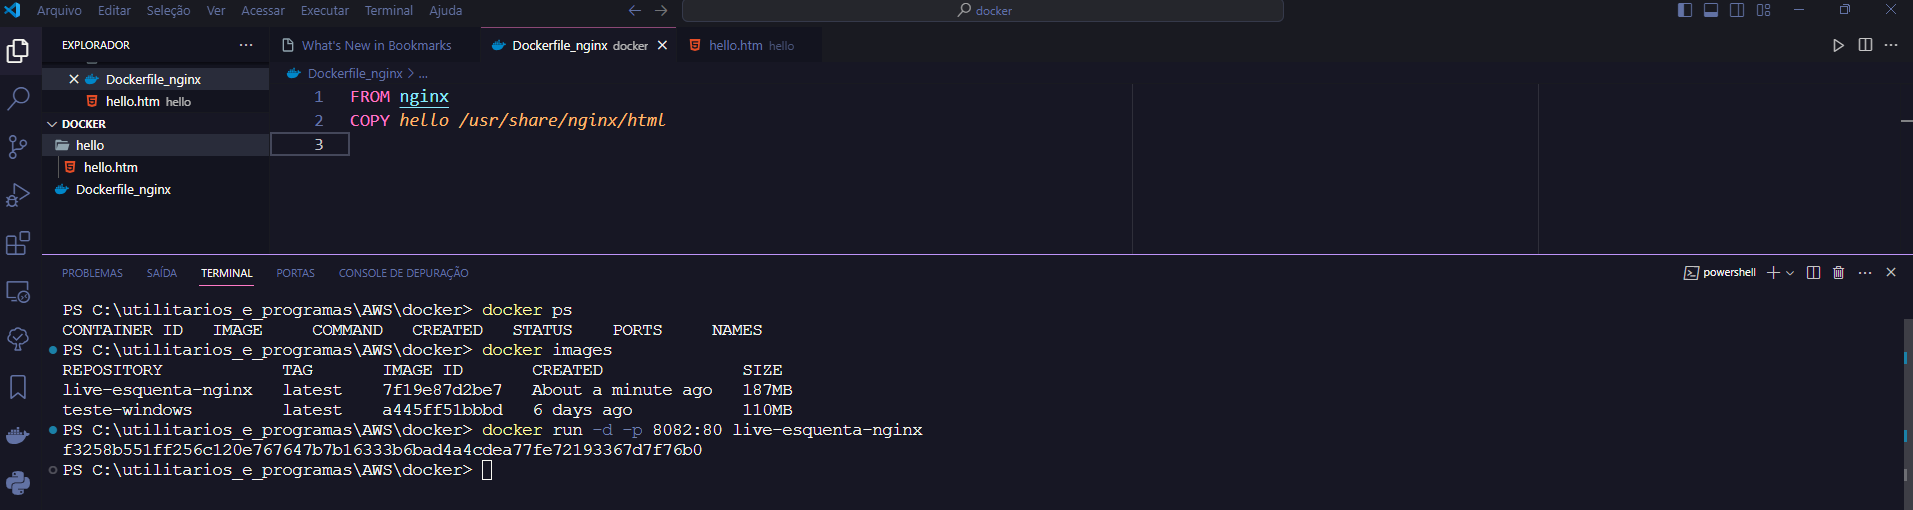 Arquivo Editar Seleção Ver Acessar Executar Terminal Ajuda
docker
EXPLORADOR
What's New in Bookmarks
Dockerfile_nginx docker
hello.htm hello
Dockerfile_nginx
hello.htm hello
DOCKER
hello
hello.htm
Dockerfile_nginx
Dockerfile_nginx > ...
1 FROM nginx
2 COPY hello /usr/share/nginx/html
3
PROBLEMAS SAÍDA TERMINAL PORTAS CONSOLE DE DEPURAÇÃO
powershell
PS C:\utilitarios_e_programas\AWS\docker> docker ps
CONTAINER ID IMAGE COMMAND CREATED STATUS PORTS NAMES
PS C:\utilitarios_e_programas\AWS\docker> docker images
REPOSITORY TAG IMAGE ID CREATED SIZE
live-esquenta-nginx latest 7f19e87d2be7 About a minute ago 187MB
teste-windows latest a445ff51bbbd 6 days ago 110MB
PS C:\utilitarios_e_programas\AWS\docker> docker run -d -p 8082:80 live-esquenta-nginx
f3258b551ff256c120e767647b7b16333b6bad4a4cdea77fe72193367d7f76b0
PS C:\utilitarios_e_programas\AWS\docker>